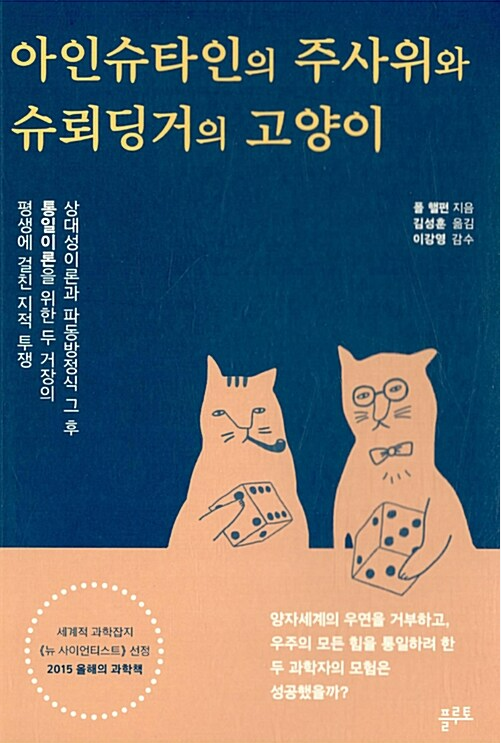 아인슈타인의 주사위와
슈뢰딩거의 고양이
폴 핼펀 지음
김성훈 옮김
이강영 감수
상대성이론과 파동방정식 그 후
통일이론을 위한 두 거장의
평생에 걸친 지적 투쟁
세계적 과학잡지
《뉴 사이언티스트》 선정
2015 올해의 과학책
양자세계의 우연을 거부하고,
우주의 모든 힘을 통일하려 한
두 과학자의 모험은
성공했을까?
플루토